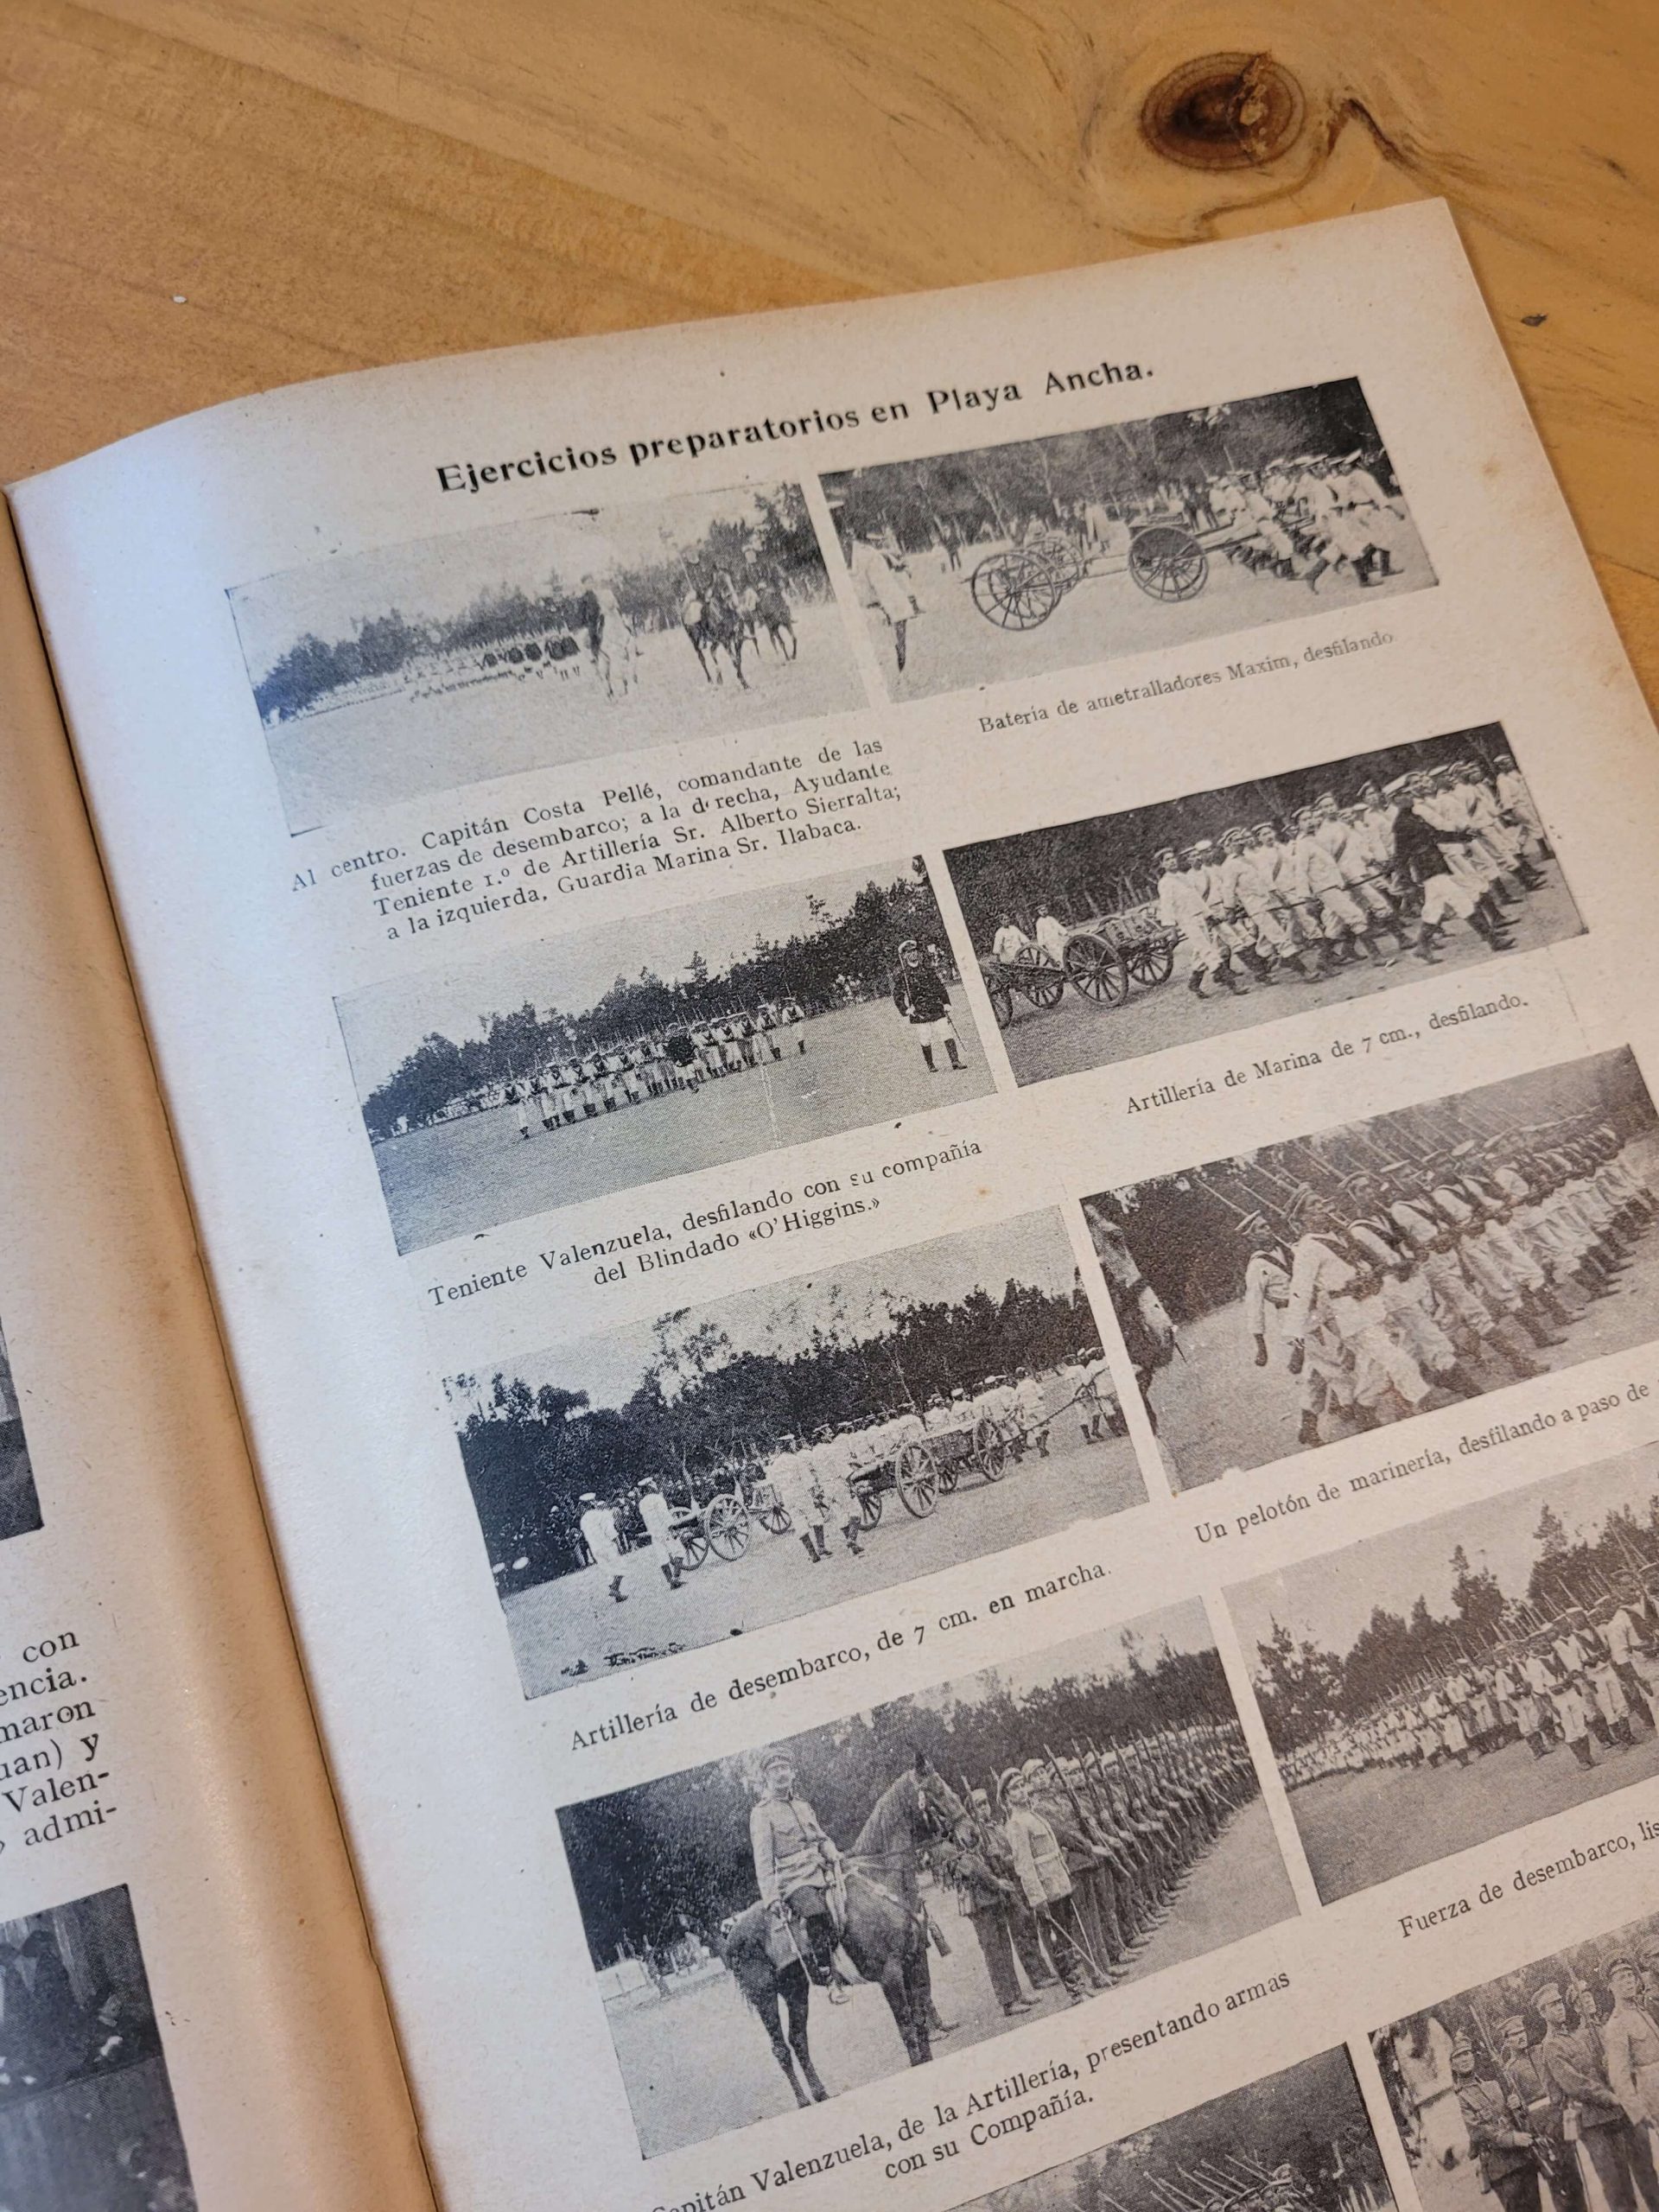 con
encia.
maron
uan) y
Valen-
, admi-
Ejercicios preparatorios en Playa Ancha.
Al centro. Capitán Costa Pellé, comandante de las
fuerzas de desembarco; a la d recha, Ayudante
Teniente 1.º de Artillería Sr. Alberto Sierralta;
a la izquierda, Guardia Marina Sr. Ilabaca.
Batería de ametralladores Maxim, desfilando
Teniente Valenzuela, desfilando con su compañía
del Blindado «O'Higgins.»
Artillería de Marina de 7 cm., desfilando.
Artillería de desembarco, de 7 cm. en marcha.
Un pelotón de marinería, desfilando a paso de
Capitán Valenzuela, de la Artillería, presentando armas
con su Compañía.
Fuerza de desembarco, lis